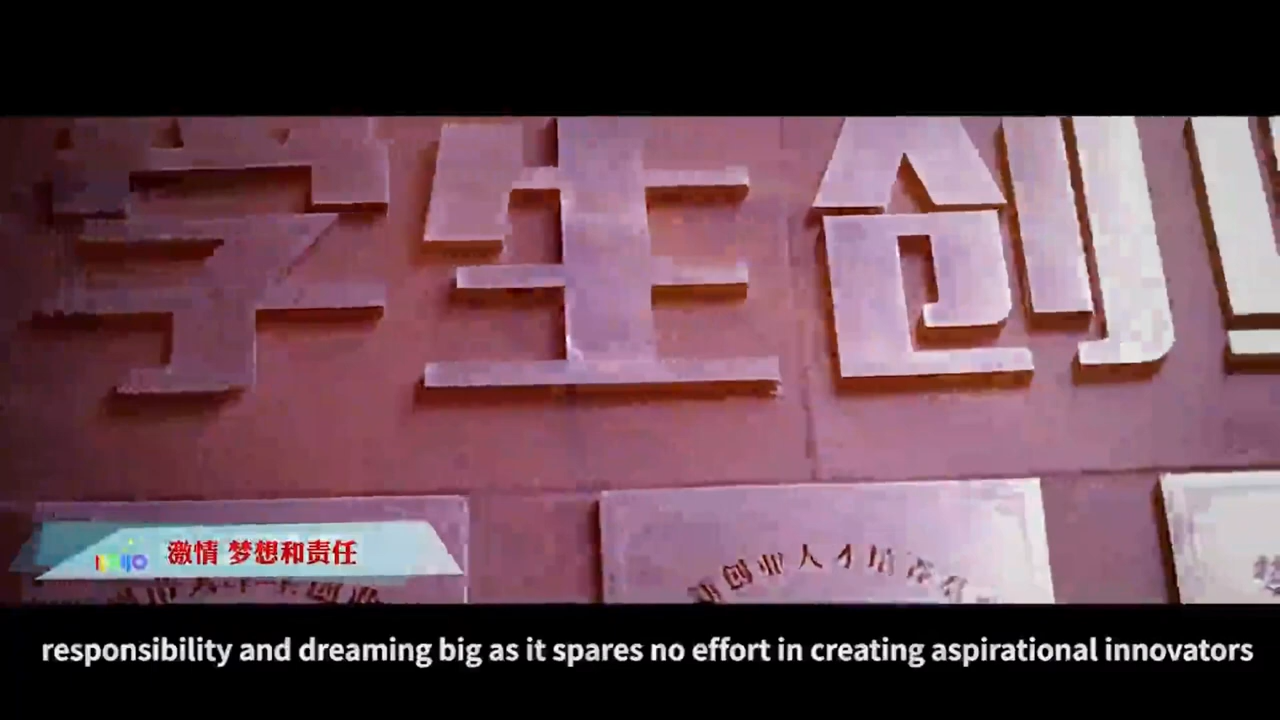 学生创
激情 梦想和责任
创业人才培养
responsibility and dreaming big as it spares no effort in creating aspirational innovators